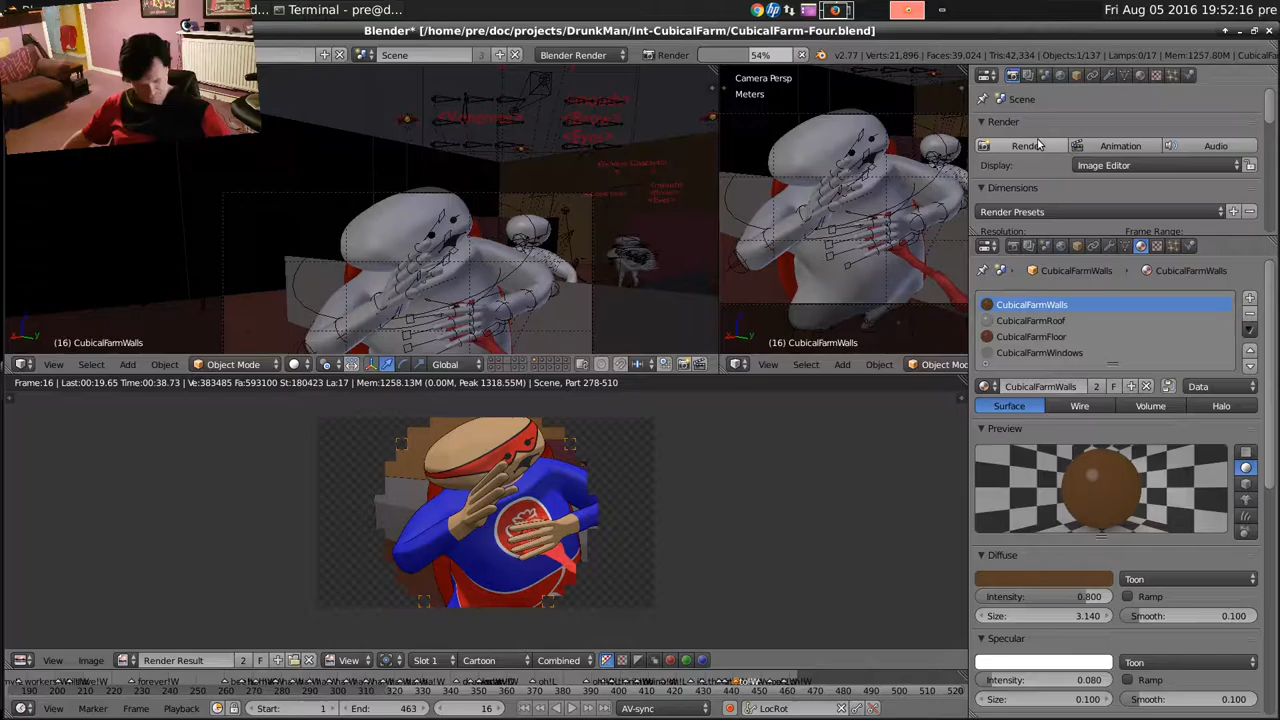 Terminal - pre@d...
Fri Aug 05 2016 19:52:16 pre
Blender* [/home/pre/doc/projects/DrunkMan/Int-CubicalFarm/CubicalFarm-Four.blend]
Scene 3 Blender Render Render 54% v2.77 | Verts:21,896 | Faces:39,024 | Tris:42,334 | Objects:1/137 | Lamps:0/17 | Mem:1257.80M | CubicalFa
Camera Persp
Meters
Scene
Render
Render Animation Audio
Display: Image Editor
Dimensions
Render Presets
Resolution: Frame Range:
CubicalFarmWalls CubicalFarmWalls
CubicalFarmWalls
CubicalFarmRoof
CubicalFarmFloor
CubicalFarmWindows
(16) CubicalFarmWalls (16) CubicalFarmWalls
View Select Add Object Object Mode Global View Select Add Object Object Mod
Frame:16 | Last:00:19.65 Time:00:38.73 | Ve:383485 Fa:593100 St:180423 La:17 | Mem:1258.13M (0.00M, Peak 1318.55M) | Scene, Part 278-510
CubicalFarmWalls 2 F Data
Surface Wire Volume Halo
Preview
Diffuse
Toon
Intensity: 0.800 Ramp
Size: 3.140 Smooth: 0.100
Specular
Toon
Intensity: 0.080 Ramp
Size: 0.100 Smooth: 0.100
View Image Render Result 2 F View Slot 1 Cartoon Combined
190 200 210 220 230 240 250 260 270 280 290 300 310 320 330 340 350 360 370 380 390 400 410 420 430 440 450 460 470 480 490 500 510 520
View Marker Frame Playback Start: 1 End: 463 16 AV-sync LocRot